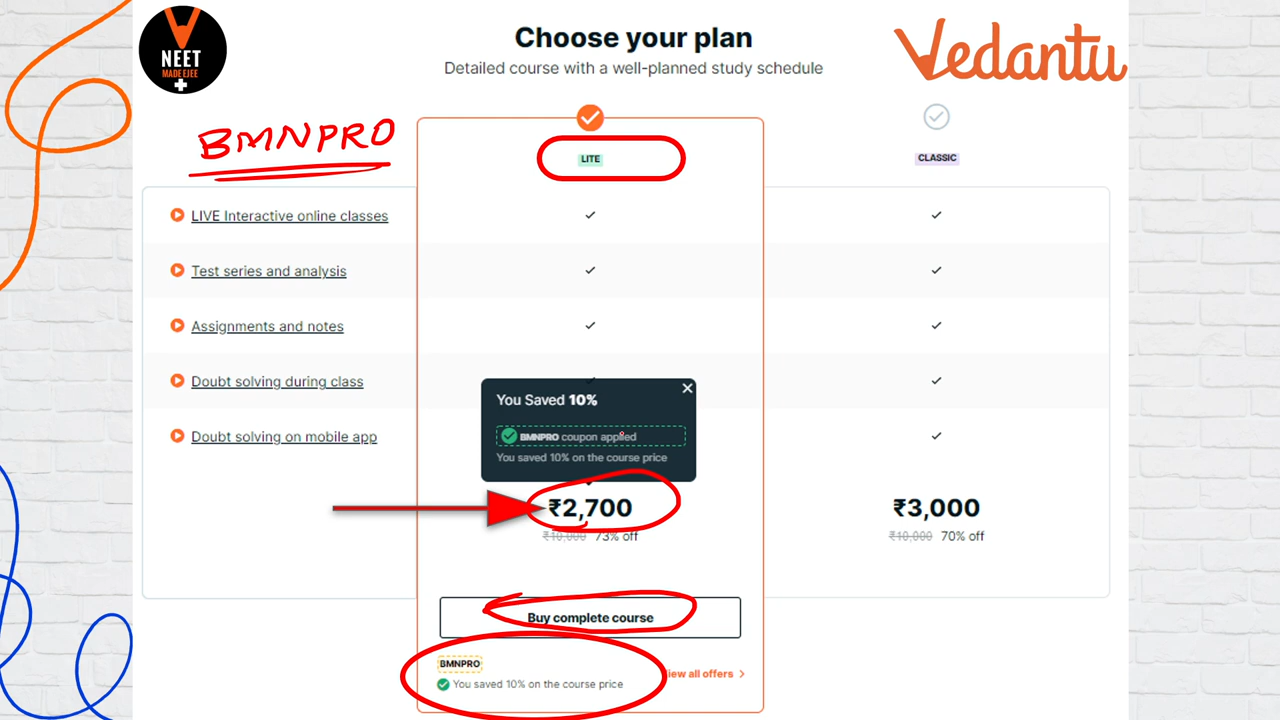 NEET
MADE EJEE
Choose your plan
Detailed course with a well-planned study schedule
Vedantu
BMNPRO
LITE
CLASSIC
LIVE Interactive online classes
Test series and analysis
Assignments and notes
Doubt solving during class
You Saved 10%
BMNPRO coupon applied
You saved 10% on the course price
Doubt solving on mobile app
₹2,700
₹10,000 73% off
₹3,000
₹10,000 70% off
Buy complete course
BMNPRO
You saved 10% on the course price
iew all offers >